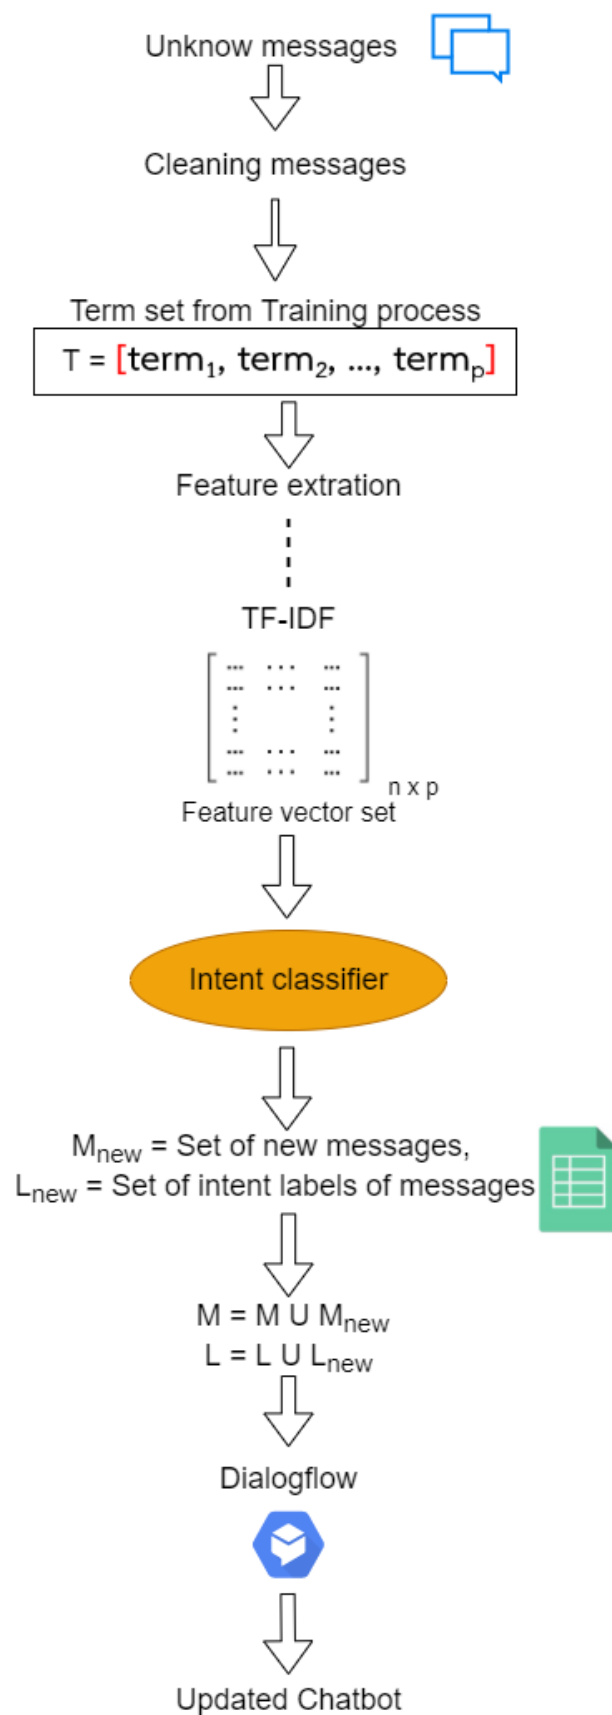 Unknow messages
Cleaning messages
Term set from Training process
T = [term₁, term₂, ..., termₚ]
Feature extration
TF-IDF
n x p
Feature vector set
Intent classifier
Mnew = Set of new messages,
Lnew = Set of intent labels of messages
M = M U Mnew
L = L U Lnew
Dialogflow
Updated Chatbot